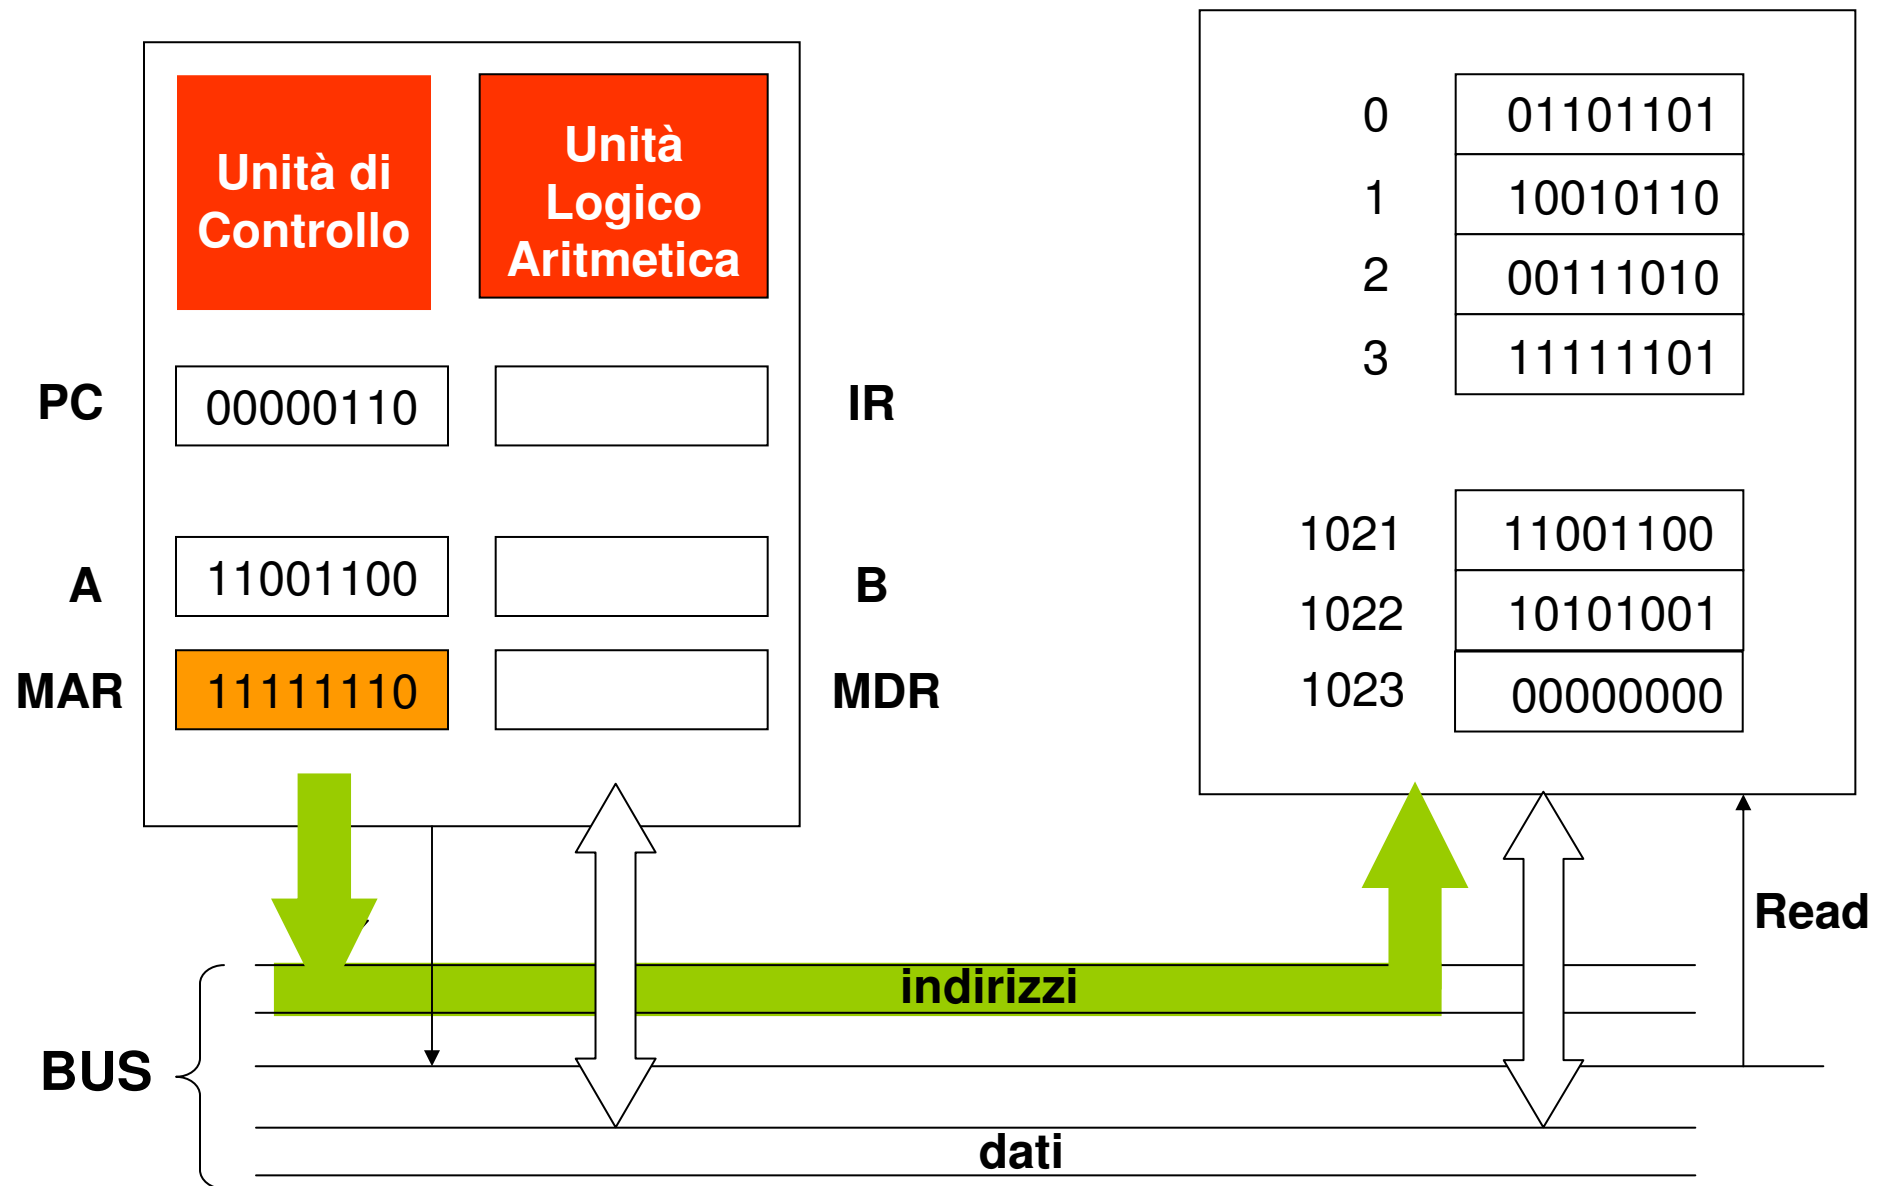 Unità di
Controllo
Unità
Logico
Aritmetica
PC
00000110
IR
A
11001100
B
MAR
11111110
MDR
0
01101101
1
10010110
2
00111010
3
11111101
1021
11001100
1022
10101001
1023
00000000
Read
indirizzi
BUS
dati